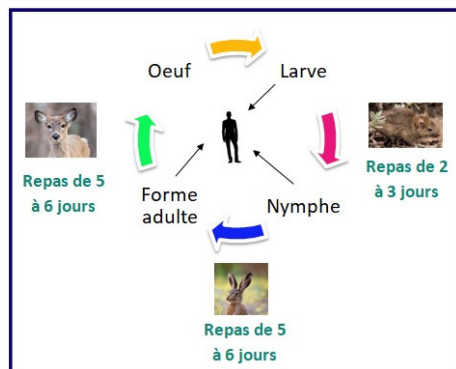 Oeuf
Larve
Repas de 5
à 6 jours
Repas de 2
à 3 jours
Forme
adulte
Nymphe
Repas de 5
à 6 jours